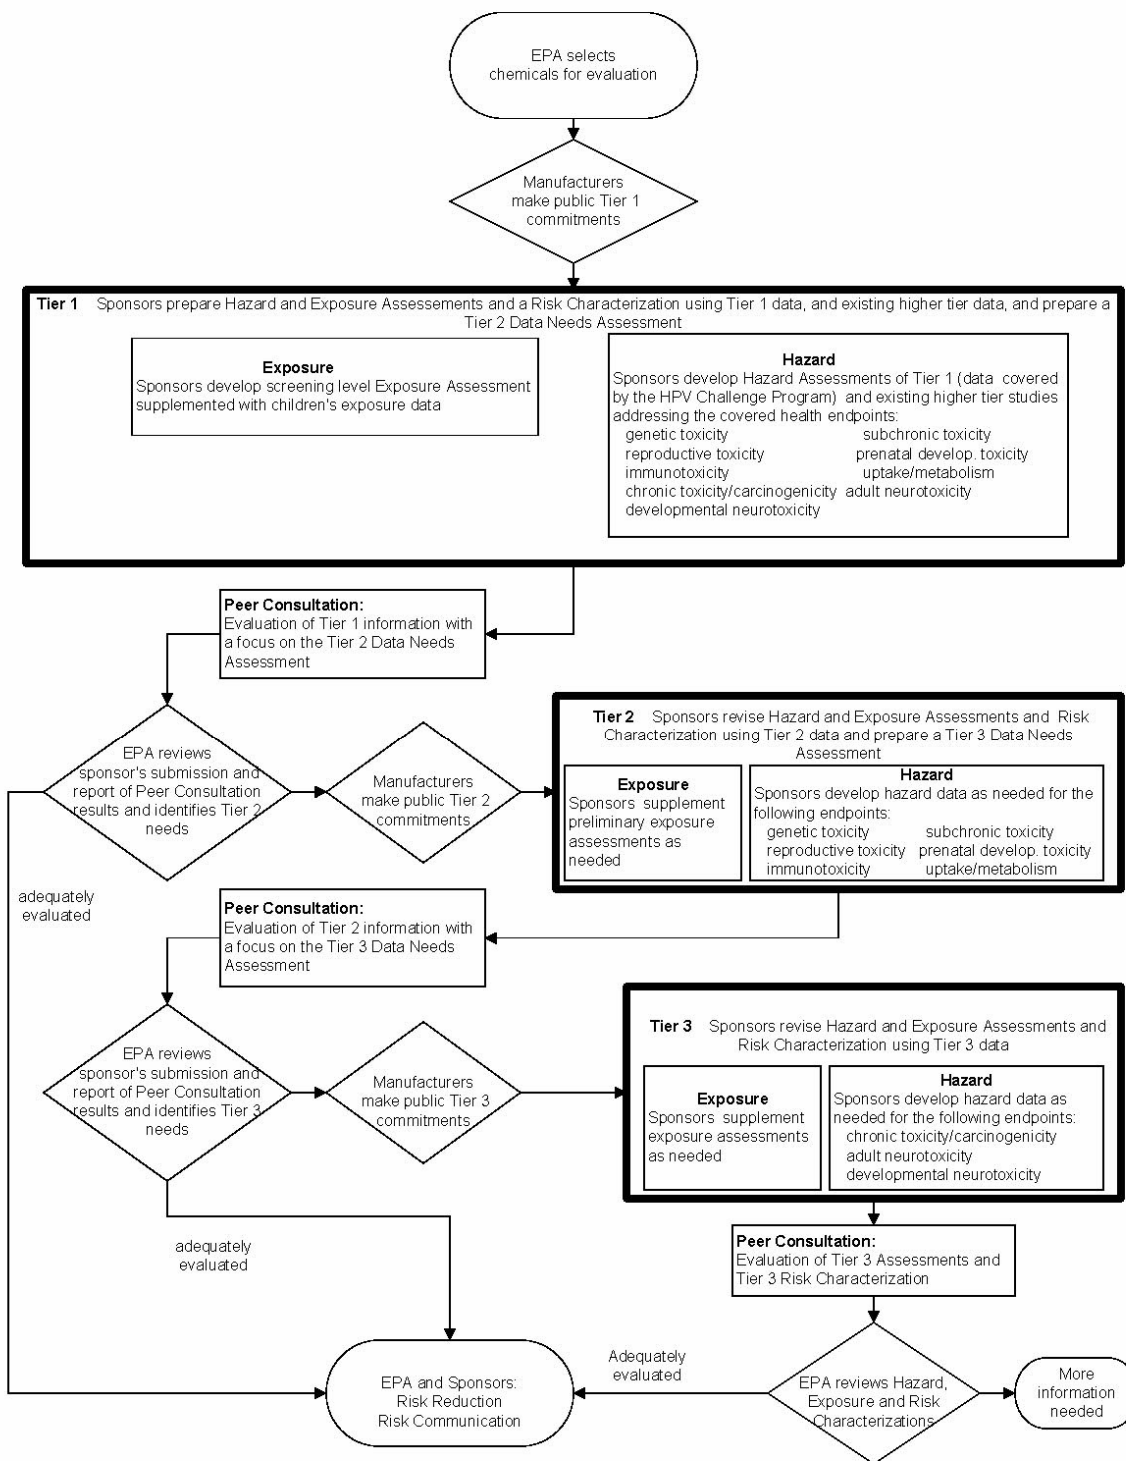 EPA selects
chemicals for evaluation
Manufacturers
make public Tier 1
commitments
Tier 1 Sponsors prepare Hazard and Exposure Assessements and a Risk Characterization using Tier 1 data, and existing higher tier data, and prepare a
Tier 2 Data Needs Assessment
Exposure
Sponsors develop screening level Exposure Assessment
supplemented with children's exposure data
Hazard
Sponsors develop Hazard Assessments of Tier 1 (data covered
by the HPV Challenge Program) and existing higher tier studies
addressing the covered health endpoints:
genetic toxicity subchronic toxicity
reproductive toxicity prenatal develop. toxicity
immunotoxicity uptake/metabolism
chronic toxicity/carcinogenicity adult neurotoxicity
developmental neurotoxicity
Peer Consultation:
Evaluation of Tier 1 information with
a focus on the Tier 2 Data Needs
Assessment
EPA reviews
sponsor's submission and
report of Peer Consultation
results and identifies Tier 2
needs
Manufacturers
make public Tier 2
commitments
Tier 2 Sponsors revise Hazard and Exposure Assessments and Risk
Characterization using Tier 2 data and prepare a Tier 3 Data Needs
Assessment
Exposure
Sponsors supplement
preliminary exposure
assessments as
needed
Hazard
Sponsors develop hazard data as needed for the
following endpoints:
genetic toxicity subchronic toxicity
reproductive toxicity prenatal develop. toxicity
immunotoxicity uptake/metabolism
adequately
evaluated
Peer Consultation:
Evaluation of Tier 2 information with
a focus on the Tier 3 Data Needs
Assessment
EPA reviews
sponsor's submission and
report of Peer Consultation
results and identifies Tier 3
needs
Manufacturers
make public Tier 3
commitments
Tier 3 Sponsors revise Hazard and Exposure Assessments and
Risk Characterization using Tier 3 data
Exposure
Sponsors supplement
exposure assessments
as needed
Hazard
Sponsors develop hazard data as
needed for the following endpoints:
chronic toxicity/carcinogenicity
adult neurotoxicity
developmental neurotoxicity
adequately
evaluated
Peer Consultation:
Evaluation of Tier 3 Assessments and
Tier 3 Risk Characterization
EPA and Sponsors:
Risk Reduction
Risk Communication
Adequately
evaluated
EPA reviews Hazard,
Exposure and Risk
Characterizations
More
information
needed